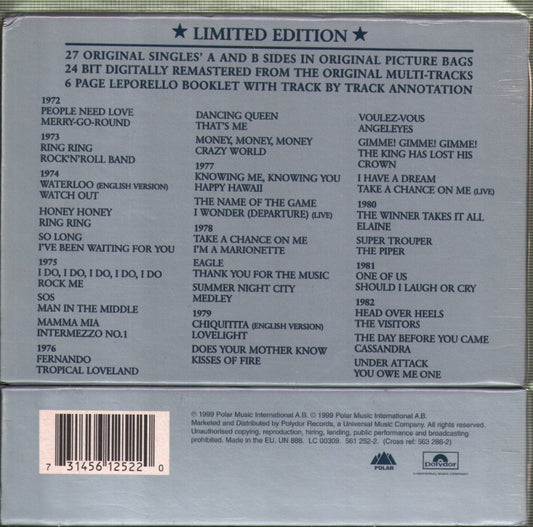 ★ LIMITED EDITION ★
27 ORIGINAL SINGLES' A AND B SIDES IN ORIGINAL PICTURE BAGS
24 BIT DIGITALLY REMASTERED FROM THE ORIGINAL MULTI-TRACKS
6 PAGE LEPORELLO BOOKLET WITH TRACK BY TRACK ANNOTATION
1972
PEOPLE NEED LOVE
MERRY-GO-ROUND
1973
RING RING
ROCK'N'ROLL BAND
1974
WATERLOO (ENGLISH VERSION)
WATCH OUT
HONEY HONEY
RING RING
SO LONG
I'VE BEEN WAITING FOR YOU
1975
I DO, I DO, I DO, I DO, I DO
ROCK ME
SOS
MAN IN THE MIDDLE
MAMMA MIA
INTERMEZZO NO.1
1976
FERNANDO
TROPICAL LOVELAND
DANCING QUEEN
THAT'S ME
MONEY, MONEY, MONEY
CRAZY WORLD
1977
KNOWING ME, KNOWING YOU
HAPPY HAWAII
THE NAME OF THE GAME
I WONDER (DEPARTURE) (LIVE)
1978
TAKE A CHANCE ON ME
I'M A MARIONETTE
EAGLE
THANK YOU FOR THE MUSIC
SUMMER NIGHT CITY
MEDLEY
1979
CHIQUITITA (ENGLISH VERSION)
LOVELIGHT
DOES YOUR MOTHER KNOW
KISSES OF FIRE
VOULEZ-VOUS
ANGELEYES
GIMME! GIMME! GIMME!
THE KING HAS LOST HIS
CROWN
I HAVE A DREAM
TAKE A CHANCE ON ME (LIVE)
1980
THE WINNER TAKES IT ALL
ELAINE
SUPER TROUPER
THE PIPER
1981
ONE OF US
SHOULD I LAUGH OR CRY
1982
HEAD OVER HEELS
THE VISITORS
THE DAY BEFORE YOU CAME
CASSANDRA
UNDER ATTACK
YOU OWE ME ONE
7 31456 12522 0
℗ 1999 Polar Music International A.B. © 1999 Polar Music International A.B.
Marketed and Distributed by Polydor Records, a Universal Music Company. All rights reserved.
Unauthorised copying, reproduction, hiring, lending, public performance and broadcasting
prohibited. Made in the EU. UN 888. LC 00309. 561 252-2. (Cross ref: 563 286-2)
POLAR
Polydor
A UNIVERSAL MUSIC COMPANY